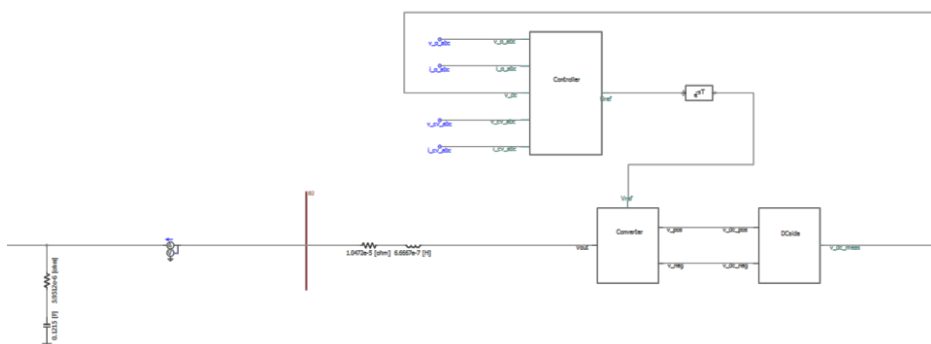 v_o_abc
v_o_abc
i_o_abc
i_o_abc
Controller
v_dc
Vref
e^sT
v_cv_abc
v_cv_abc
i_cv_abc
i_cv_abc
Vref
Vout
Converter
v_pos
v_dc_pos
DCside
v_neg
v_dc_neg
v_dc_meas
1.0472e-5 [ohm]
6.6667e-7 [H]
0.1215 [F]